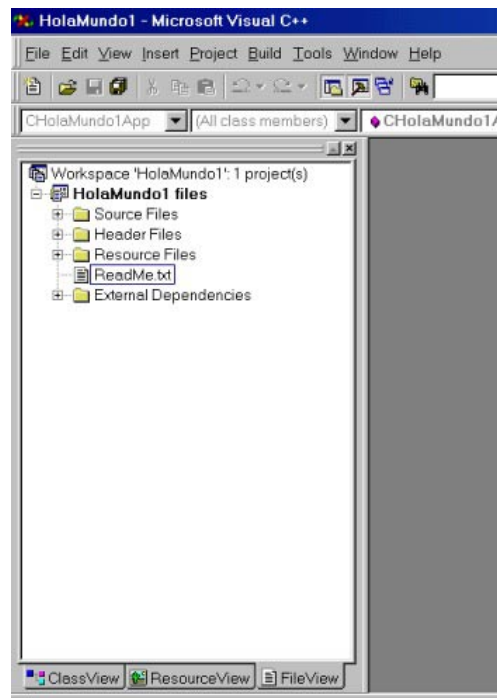 HolaMundo1 - Microsoft Visual C++
File Edit View Insert Project Build Tools Window Help
CHolaMundo1App (All class members) CHolaMundo1A
Workspace 'HolaMundo1': 1 project(s)
HolaMundo1 files
Source Files
Header Files
Resource Files
ReadMe.txt
External Dependencies
ClassView ResourceView FileView